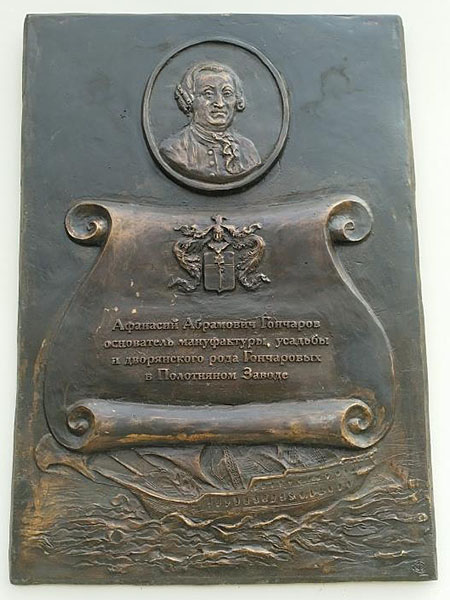 Афанасий Абрамович Гончаров
основатель мануфактуры, усадьбы
и дворянского рода Гончаровых
в Полотняном Заводе